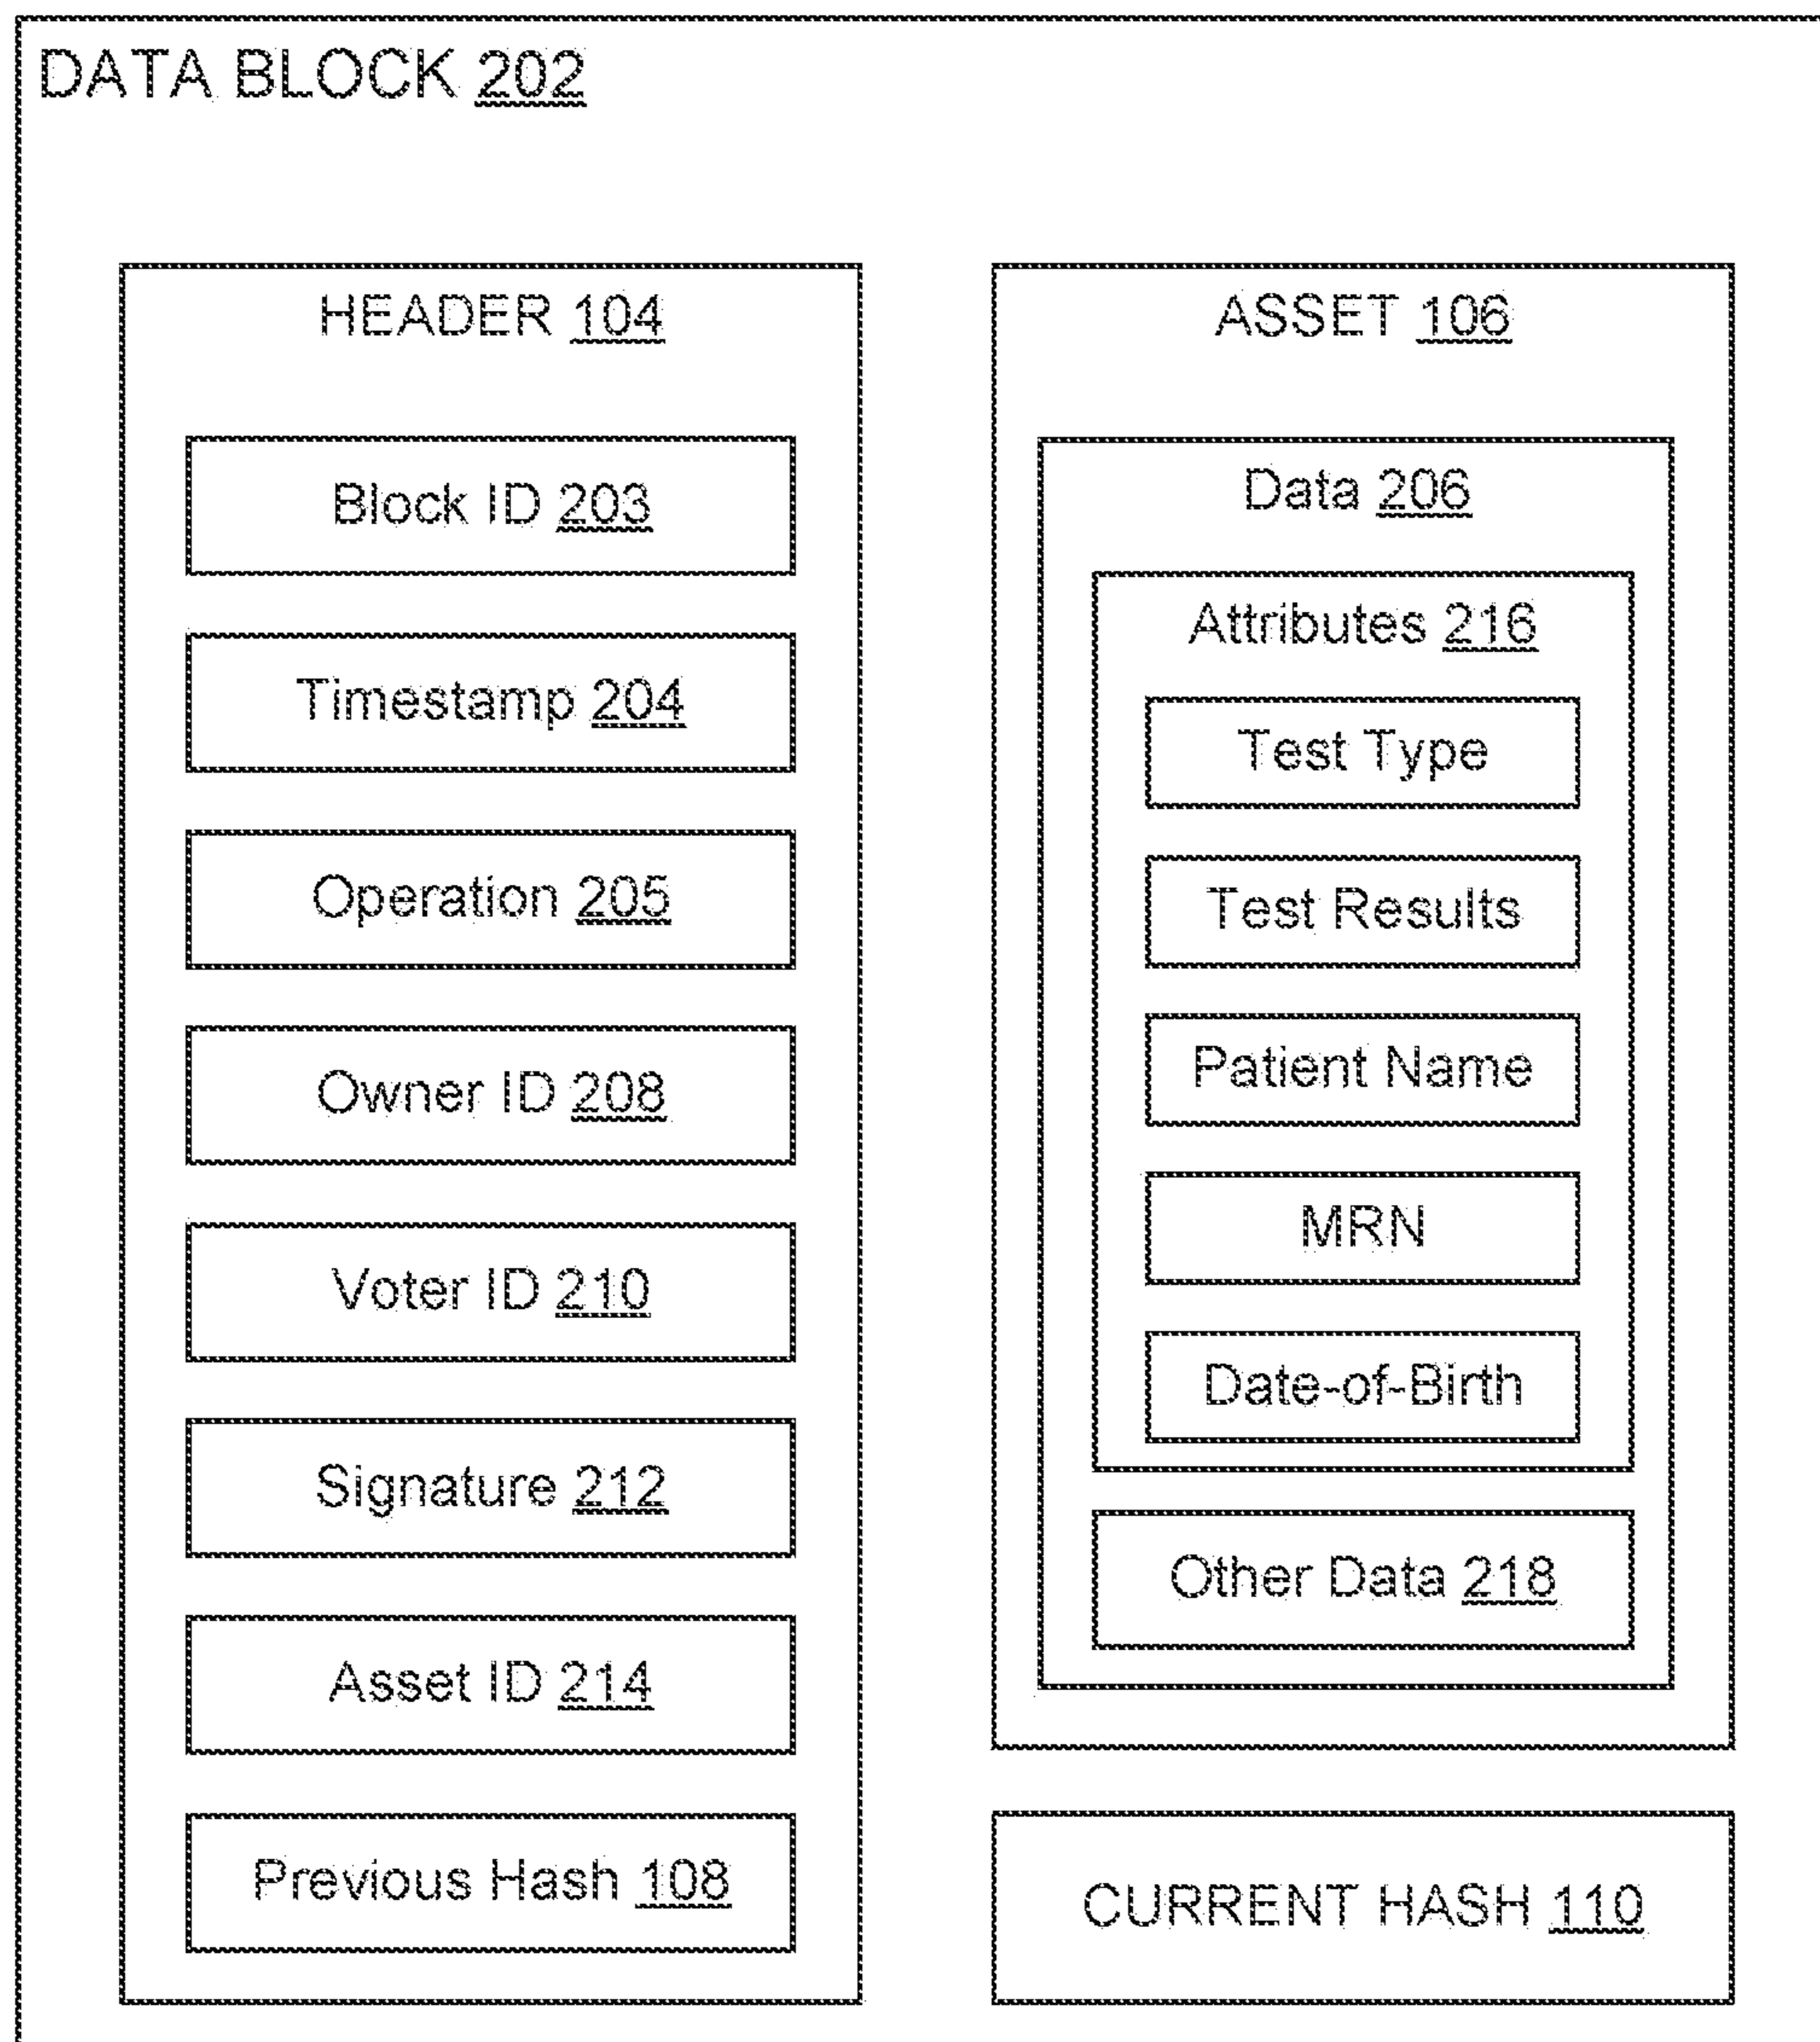 DATA BLOCK 202
HEADER 104
Block ID 203
Timestamp 204
Operation 205
Owner ID 208
Voter ID 210
Signature 212
Asset ID 214
Previous Hash 108
ASSET 106
Data 206
Attributes 216
Test Type
Test Results
Patient Name
MRN
Date-of-Birth
Other Data 218
CURRENT HASH 110